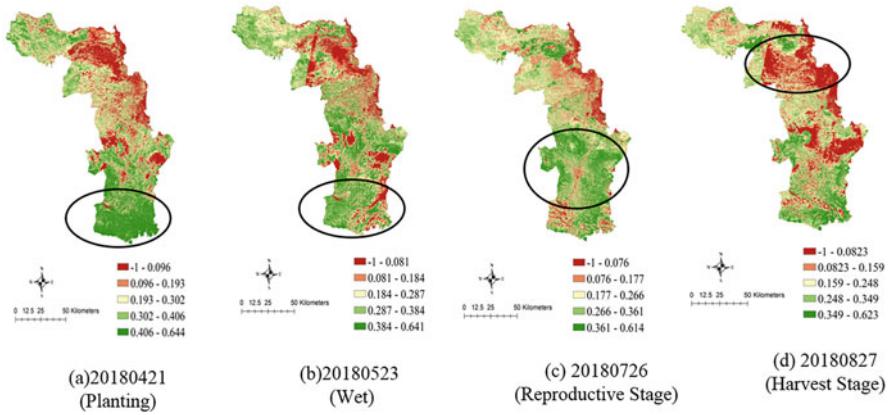 N
W E
S
0 12.5 25 50 Kilometers
-1 - 0.096
0.096 - 0.193
0.193 - 0.302
0.302 - 0.406
0.406 - 0.644
(a)20180421
(Planting)
N
W E
S
0 12.5 25 50 Kilometers
-1 - 0.081
0.081 - 0.184
0.184 - 0.287
0.287 - 0.384
0.384 - 0.641
(b)20180523
(Wet)
N
W E
S
0 12.5 25 50 Kilometers
-1 - 0.076
0.076 - 0.177
0.177 - 0.266
0.266 - 0.361
0.361 - 0.614
(c) 20180726
(Reproductive Stage)
N
W E
S
0 12.5 25 50 Kilometers
-1 - 0.0823
0.0823 - 0.159
0.159 - 0.248
0.248 - 0.349
0.349 - 0.623
(d) 20180827
(Harvest Stage)